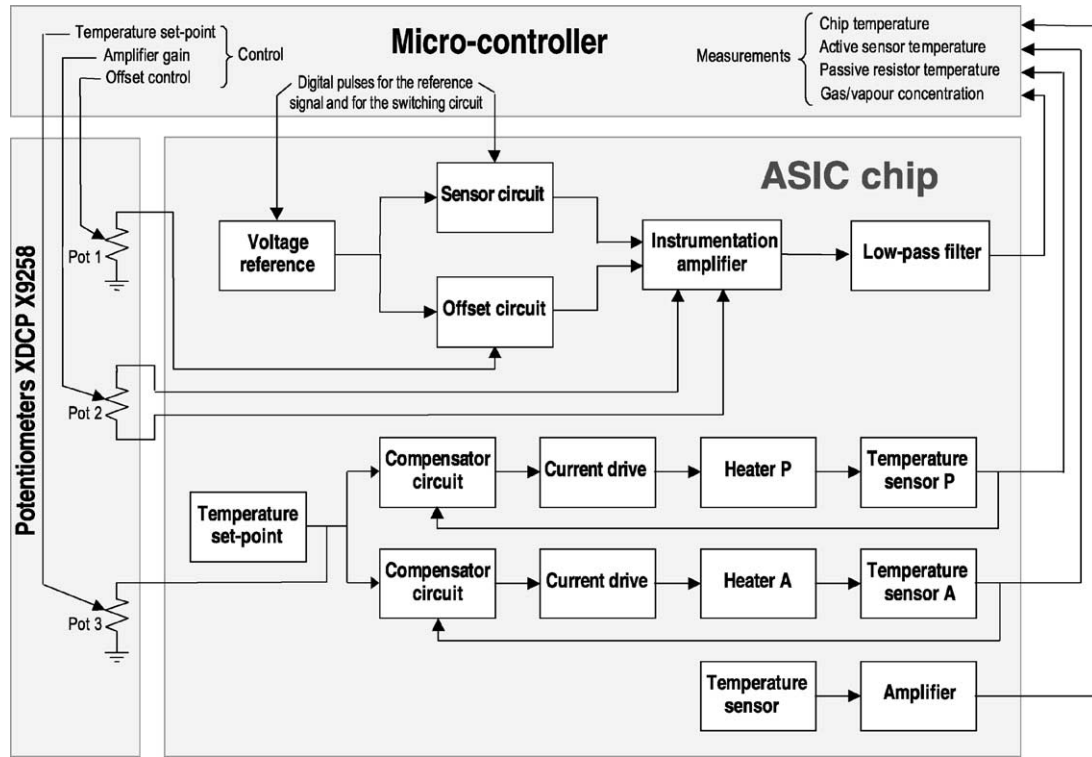 Temperature set-point
Amplifier gain
Offset control
Control
Micro-controller
Digital pulses for the reference
signal and for the switching circuit
Measurements
Chip temperature
Active sensor temperature
Passive resistor temperature
Gas/vapour concentration
Potentiometers XDCP X9258
Pot 1
Pot 2
Pot 3
ASIC chip
Voltage
reference
Sensor circuit
Offset circuit
Instrumentation
amplifier
Low-pass filter
Temperature
set-point
Compensator
circuit
Current drive
Heater P
Temperature
sensor P
Compensator
circuit
Current drive
Heater A
Temperature
sensor A
Temperature
sensor
Amplifier